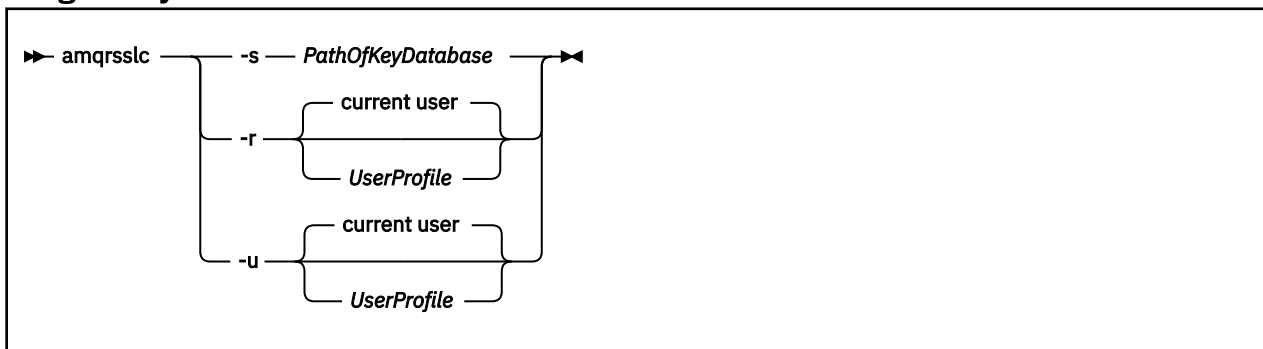 amqrsslc -s PathOfKeyDatabase
current user
-r
UserProfile
current user
-u
UserProfile